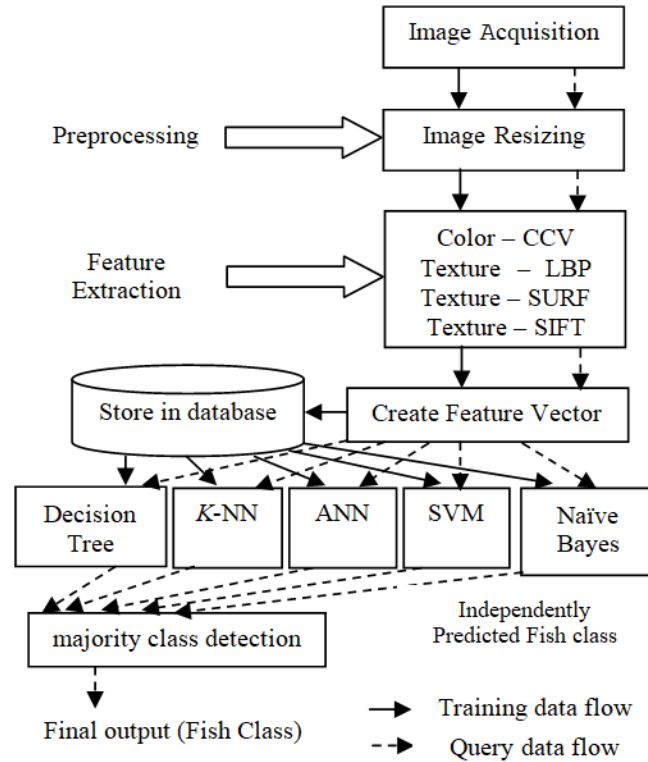 Image Acquisition
Preprocessing
Image Resizing
Feature
Extraction
Color – CCV
Texture – LBP
Texture – SURF
Texture – SIFT
Store in database
Create Feature Vector
Decision
Tree
K-NN
ANN
SVM
Naïve
Bayes
majority class detection
Independently
Predicted Fish class
Final output (Fish Class)
Training data flow
Query data flow